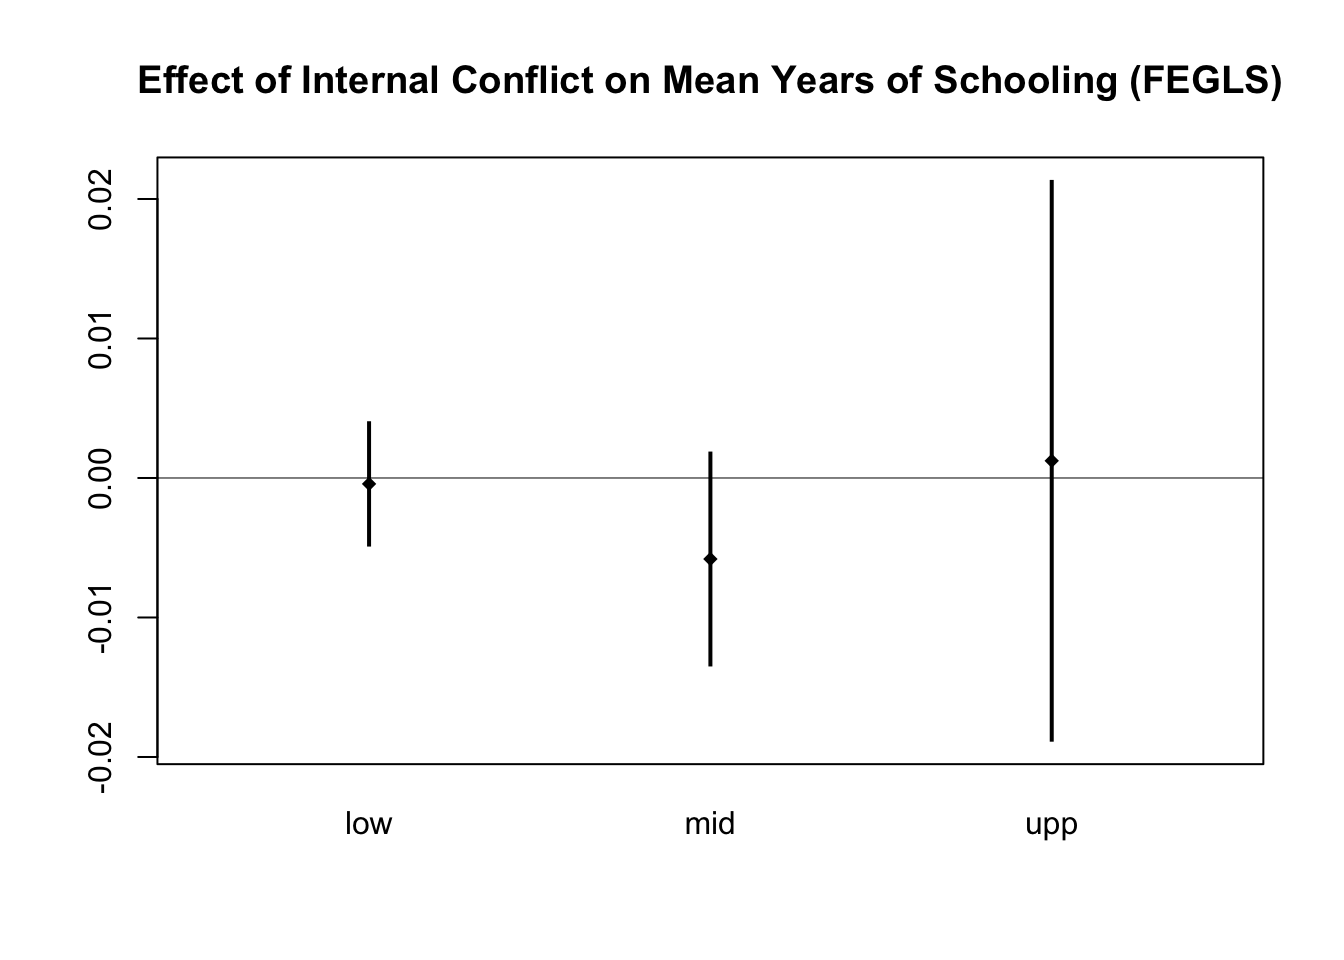 Effect of Internal Conflict on Mean Years of Schooling (FEGLS)
0.02
0.01
0.00
-0.01
-0.02
low mid upp